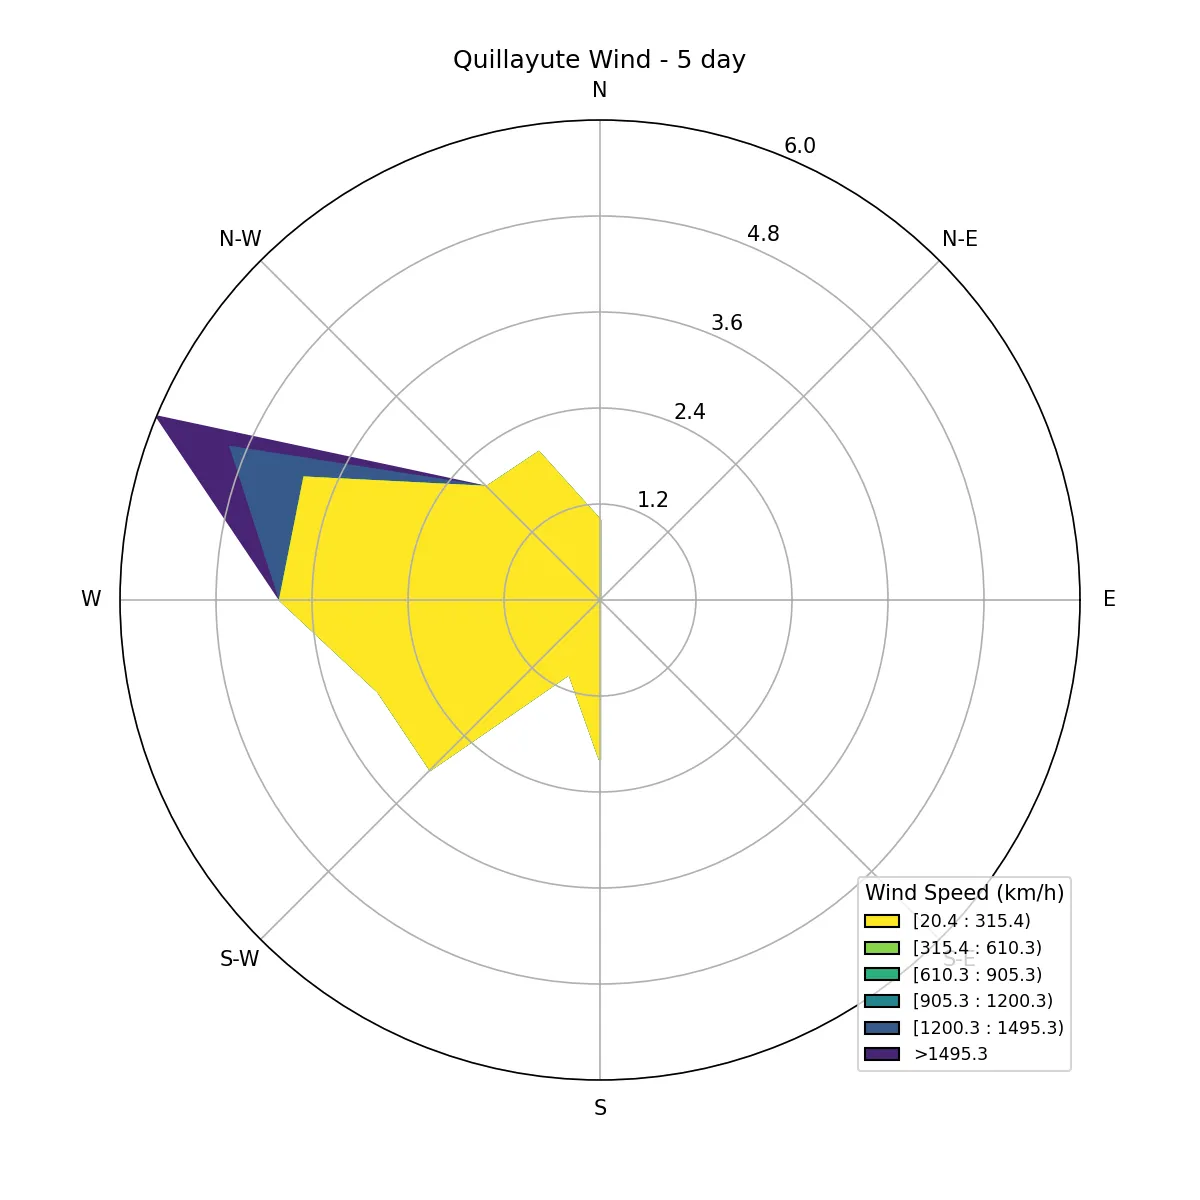 Quillayute Wind - 5 day
N
6.0
N-W
N-E
4.8
3.6
2.4
1.2
W
E
S-W
S-E
S
Wind Speed (km/h)
[20.4 : 315.4)
[315.4 : 610.3)
[610.3 : 905.3)
[905.3 : 1200.3)
[1200.3 : 1495.3)
>1495.3